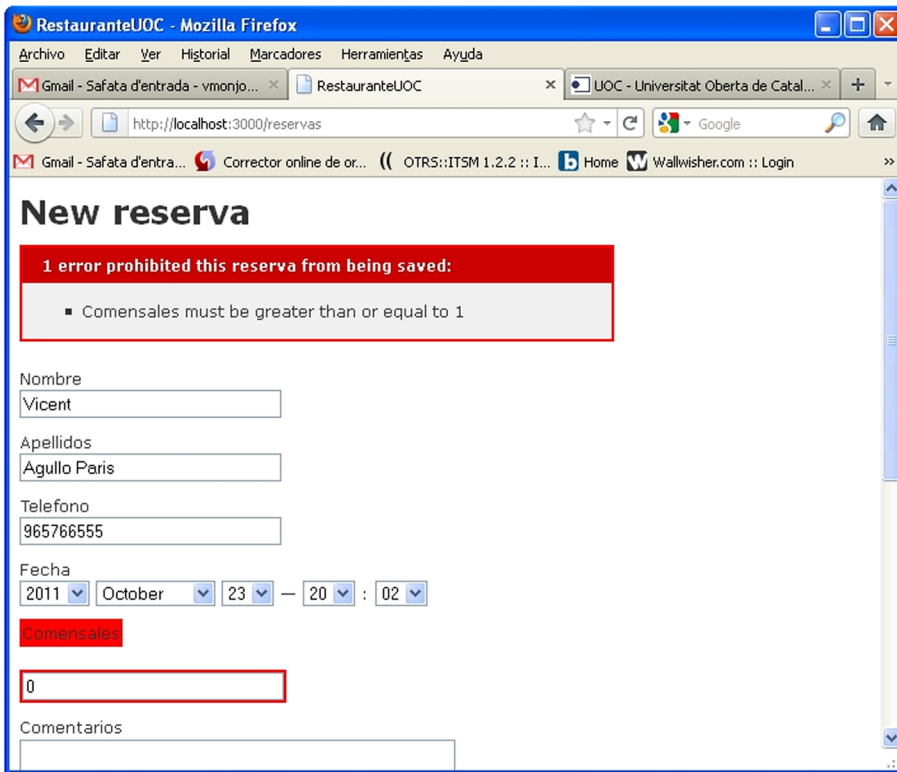 RestauranteUOC - Mozilla Firefox
Archivo Editar Ver Historial Marcadores Herramientas Ayuda
Gmail - Safata d'entrada - vmonjo... RestauranteUOC UOC - Universitat Oberta de Catal...
http://localhost:3000/reservas Google
Gmail - Safata d'entra... Corrector online de or... OTRS::ITSM 1.2.2 :: I... Home Wallwisher.com :: Login »
New reserva
1 error prohibited this reserva from being saved:
Comensales must be greater than or equal to 1
Nombre
Vicent
Apellidos
Agullo Paris
Telefono
965766555
Fecha
2011 October 23 — 20 : 02
Comensales
0
Comentarios